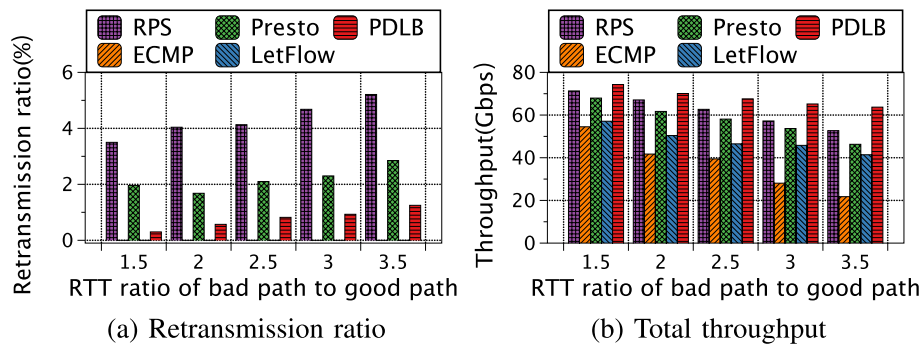 RPS Presto PDLB
ECMP LetFlow
Retransmission ratio(%)
6
4
2
0
1.5 2 2.5 3 3.5
RTT ratio of bad path to good path
(a) Retransmission ratio
RPS Presto PDLB
ECMP LetFlow
Throughput(Gbps)
80
60
40
20
0
1.5 2 2.5 3 3.5
RTT ratio of bad path to good path
(b) Total throughput